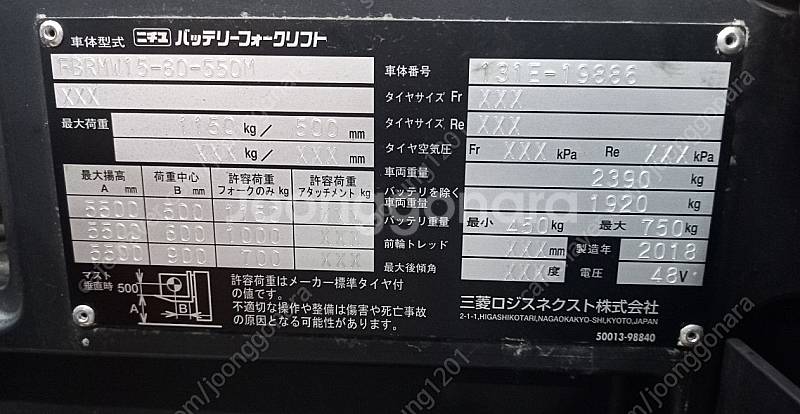 車体型式 ニチユ バッテリーフォークリフト
FBRMW15-80-550M
XXX
最大荷重 1150 kg/ 500 mm
XXX kg/ XXX mm
最大揚高 A mm 荷重中心 B mm 許容荷重 フォークのみ kg 許容荷重 アタッチメント kg
5500 500 1150 XXX
5500 600 1000 XXX
5500 900 700 XXX
マスト垂直時 500 A B
許容荷重はメーカー標準タイヤ付
の値です。
不適切な操作や整備は傷害や死亡事故
の原因となる可能性があります。
車体番号 131E-19886
タイヤサイズ Fr XXX
タイヤサイズ Re XXX
タイヤ空気圧 Fr XXX kPa Re XXX kPa
車両重量 2390 kg
バッテリを除く
車両重量 1920 kg
バッテリ重量 最小 450kg 最大 750kg
前輪トレッド XXX mm 製造年 2018
最大後傾角 XXX 度 電圧 48V
三菱ロジスネクスト株式会社
2-1-1,HIGASHIKOTARI,NAGAOKAKYO-SHI,KYOTO,JAPAN
50013-98840
joonggonara